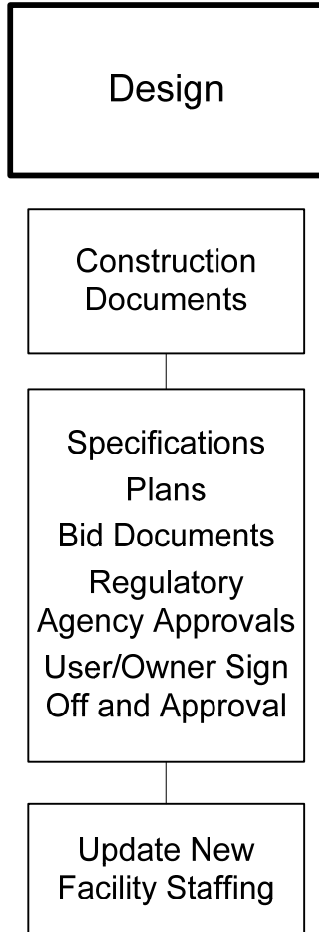 Design
Construction
Documents
Specifications
Plans
Bid Documents
Regulatory
Agency Approvals
User/Owner Sign
Off and Approval
Update New
Facility Staffing